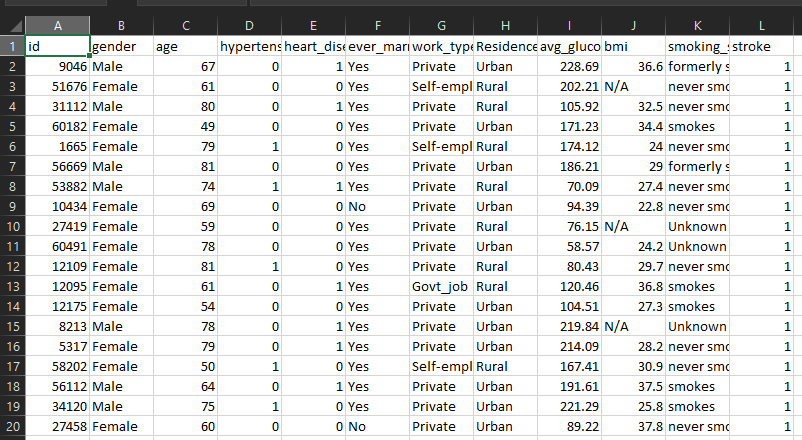 A B C D E F G H I J K L
1 id gender age hypertens heart_dise ever_marr work_type Residence avg_gluco bmi smoking_s stroke
2 9046 Male 67 0 1 Yes Private Urban 228.69 36.6 formerly s 1
3 51676 Female 61 0 0 Yes Self-empl Rural 202.21 N/A never smo 1
4 31112 Male 80 0 1 Yes Private Rural 105.92 32.5 never smo 1
5 60182 Female 49 0 0 Yes Private Urban 171.23 34.4 smokes 1
6 1665 Female 79 1 0 Yes Self-empl Rural 174.12 24 never smo 1
7 56669 Male 81 0 0 Yes Private Urban 186.21 29 formerly s 1
8 53882 Male 74 1 1 Yes Private Rural 70.09 27.4 never smo 1
9 10434 Female 69 0 0 No Private Urban 94.39 22.8 never smo 1
10 27419 Female 59 0 0 Yes Private Rural 76.15 N/A Unknown 1
11 60491 Female 78 0 0 Yes Private Urban 58.57 24.2 Unknown 1
12 12109 Female 81 1 0 Yes Private Rural 80.43 29.7 never smo 1
13 12095 Female 61 0 1 Yes Govt_job Rural 120.46 36.8 smokes 1
14 12175 Female 54 0 0 Yes Private Urban 104.51 27.3 smokes 1
15 8213 Male 78 0 1 Yes Private Urban 219.84 N/A Unknown 1
16 5317 Female 79 0 1 Yes Private Urban 214.09 28.2 never smo 1
17 58202 Female 50 1 0 Yes Self-empl Rural 167.41 30.9 never smo 1
18 56112 Male 64 0 1 Yes Private Urban 191.61 37.5 smokes 1
19 34120 Male 75 1 0 Yes Private Urban 221.29 25.8 smokes 1
20 27458 Female 60 0 0 No Private Urban 89.22 37.8 never smo 1